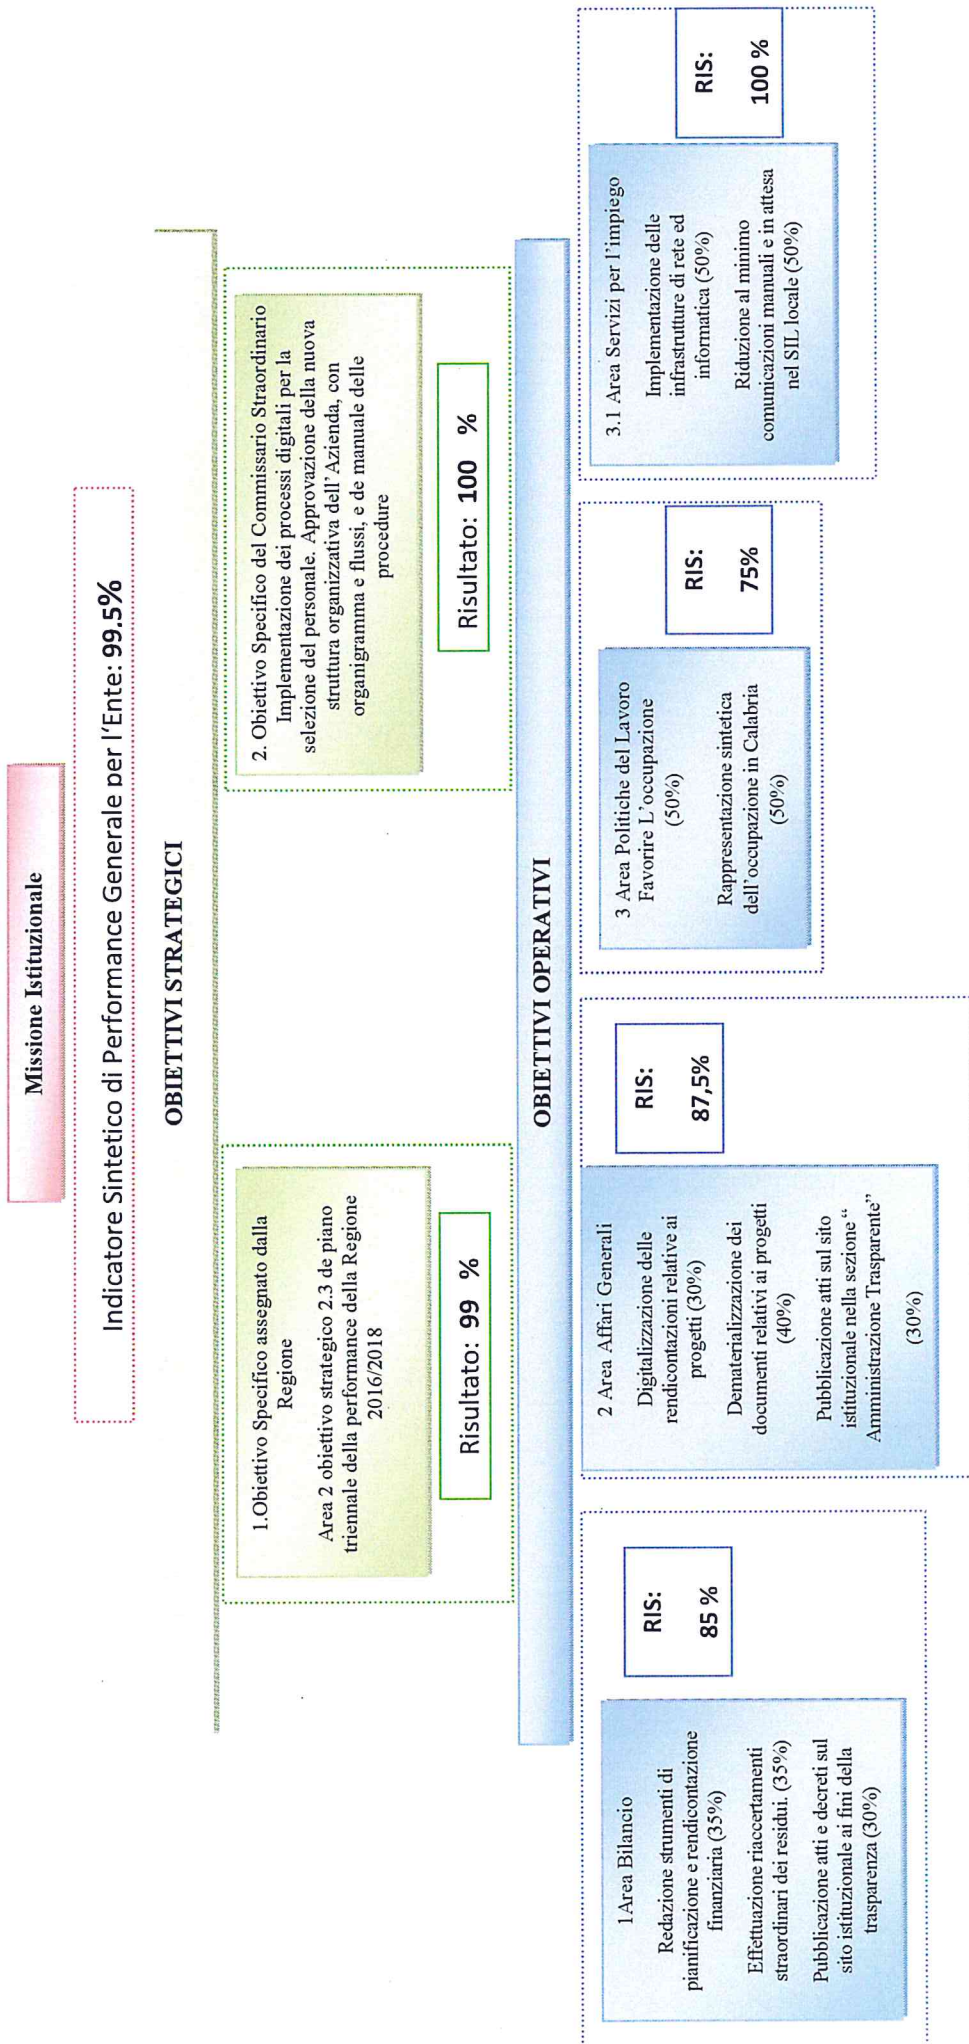 Missione Istituzionale
Indicatore Sintetico di Performance Generale per l'Ente: 99.5%
OBIETTIVI STRATEGICI
1.Obiettivo Specifico assegnato dalla
Regione
Area 2 obiettivo strategico 2.3 de piano
triennale della performance della Regione
2016/2018
Risultato: 99 %
2. Obiettivo Specifico del Commissario Straordinario
Implementazione dei processi digitali per la
selezione del personale. Approvazione della nuova
struttura organizzativa dell'Azienda, con
organigramma e flussi, e de manuale delle
procedure
Risultato: 100 %
OBIETTIVI OPERATIVI
1Area Bilancio
Redazione strumenti di
pianificazione e rendicontazione
finanziaria (35%)
Effettuazione riaccertamenti
straordinari dei residui. (35%)
Pubblicazione atti e decreti sul
sito istituzionale ai fini della
trasparenza (30%)
RIS:
85 %
2 Area Affari Generali
Digitalizzazione delle
rendicontazioni relative ai
progetti (30%)
Dematerializzazione dei
documenti relativi ai progetti
(40%)
Pubblicazione atti sul sito
istituzionale nella sezione “
Amministrazione Trasparente”
(30%)
RIS:
87,5%
3 Area Politiche del Lavoro
Favorire L'occupazione
(50%)
Rappresentazione sintetica
dell'occupazione in Calabria
(50%)
RIS:
75%
3.1 Area Servizi per l'impiego
Implementazione delle
infrastrutture di rete ed
informatica (50%)
Riduzione al minimo
comunicazioni manuali e in attesa
nel SIL locale (50%)
RIS:
100 %